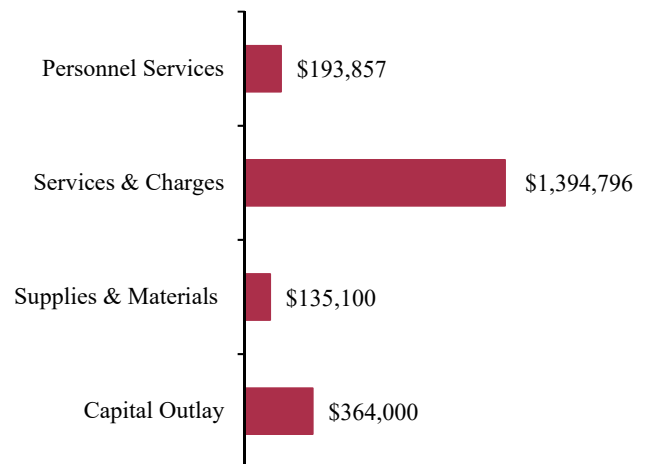 Personnel Services $193,857
Services & Charges $1,394,796
Supplies & Materials $135,100
Capital Outlay $364,000